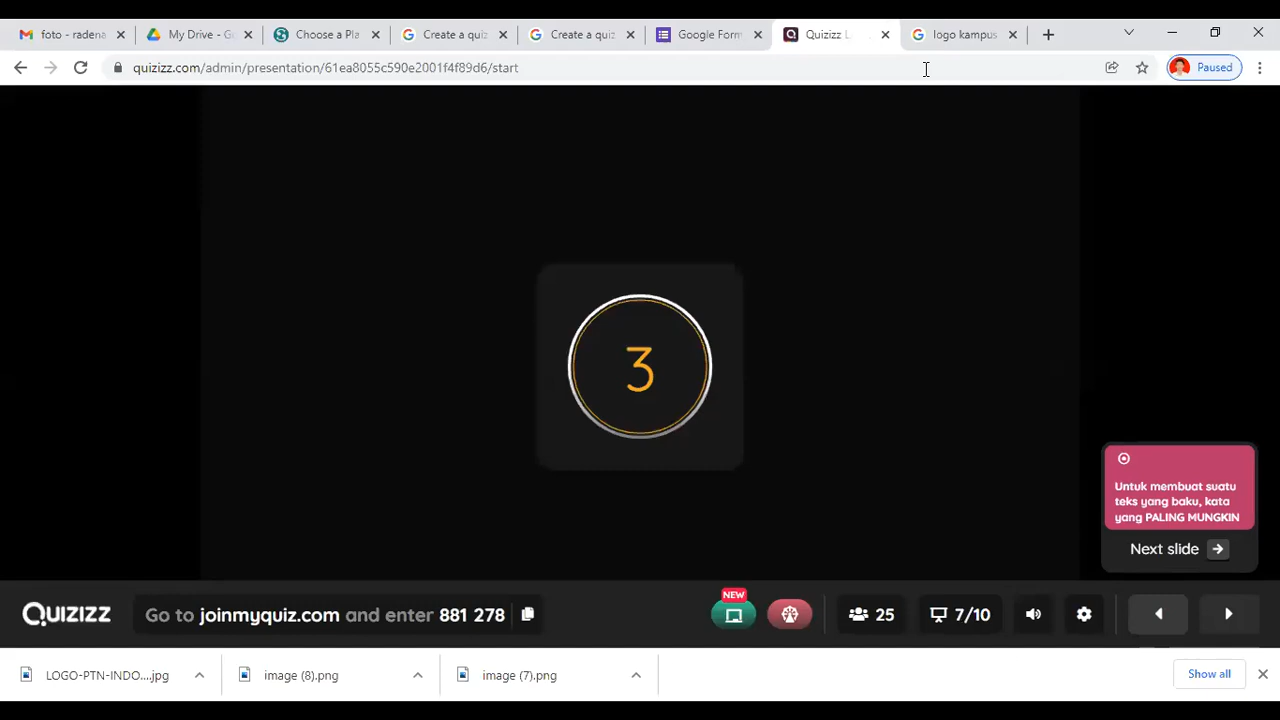 foto - radena
My Drive - G
Choose a Pla
Create a quiz
Create a quiz
Google Form
Quizizz L
logo kampus
quizizz.com/admin/presentation/61ea8055c590e2001f4f89d6/start
Paused
3
Untuk membuat suatu
teks yang baku, kata
yang PALING MUNGKIN
Next slide
QUIZIZZ
Go to joinmyquiz.com and enter 881 278
NEW
25
7/10
LOGO-PTN-INDO....jpg
image (8).png
image (7).png
Show all